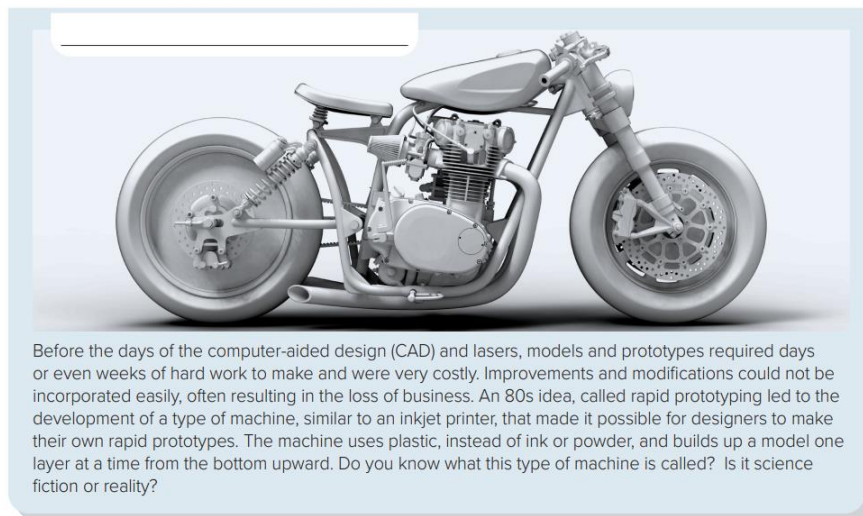 Before the days of the computer-aided design (CAD) and lasers, models and prototypes required days
or even weeks of hard work to make and were very costly. Improvements and modifications could not be
incorporated easily, often resulting in the loss of business. An 80s idea, called rapid prototyping led to the
development of a type of machine, similar to an inkjet printer, that made it possible for designers to make
their own rapid prototypes. The machine uses plastic, instead of ink or powder, and builds up a model one
layer at a time from the bottom upward. Do you know what this type of machine is called? Is it science
fiction or reality?